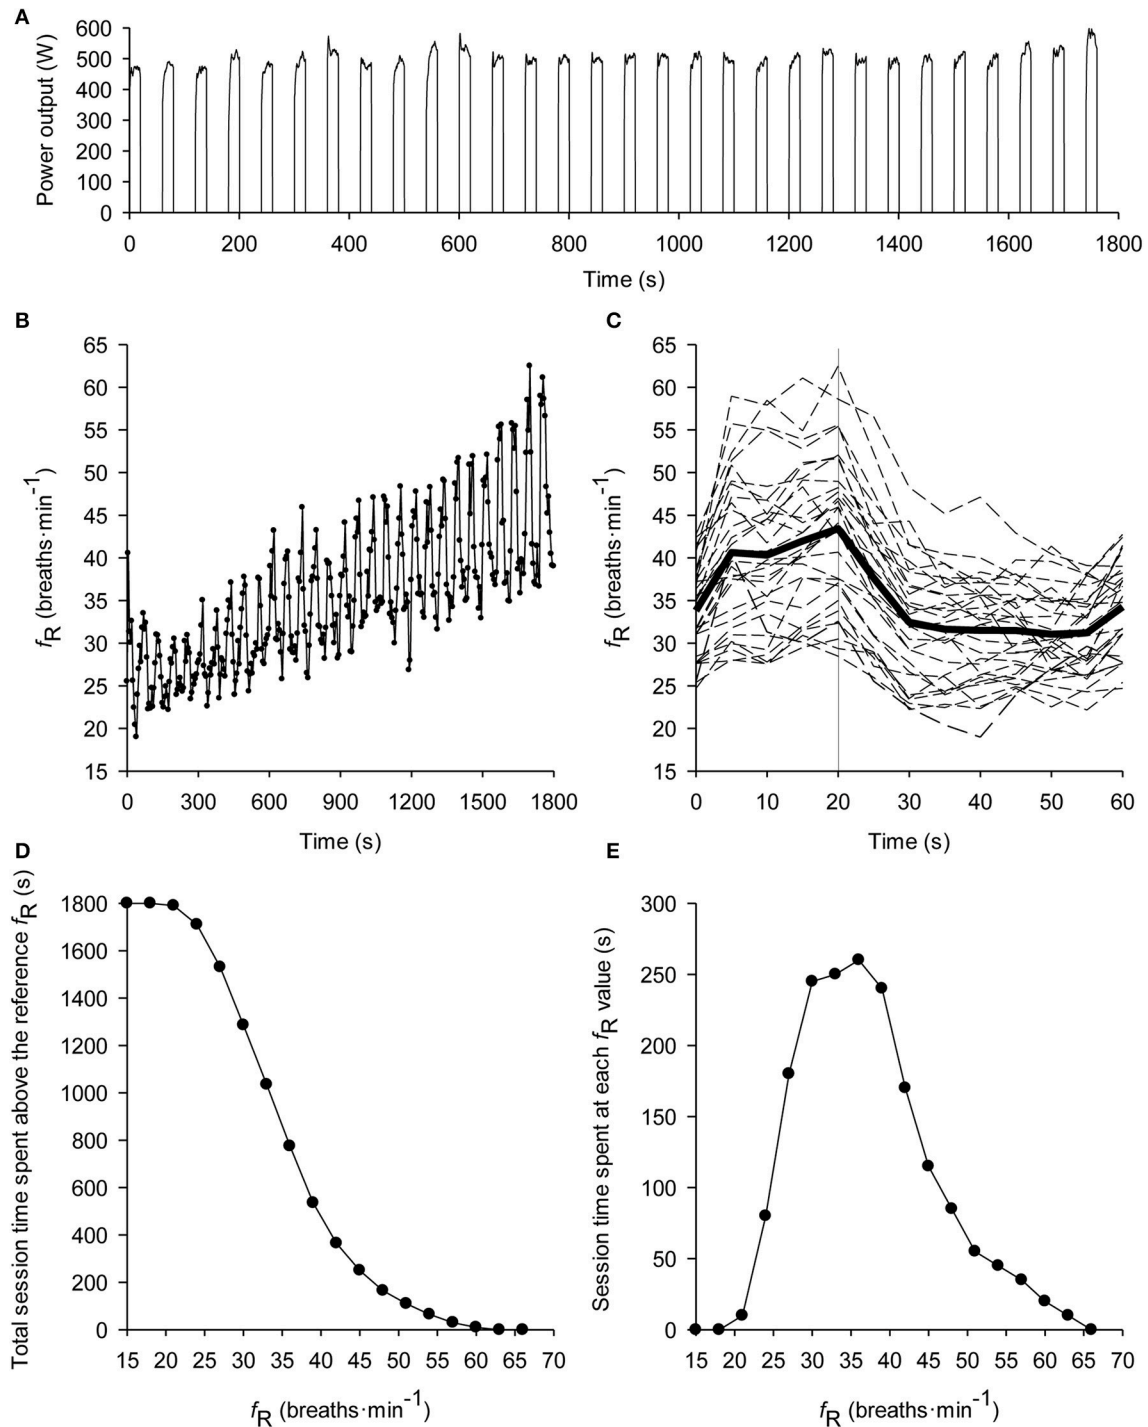 A
600
500
400
300
200
100
0
Power output (W)
0 200 400 600 800 1000 1200 1400 1600 1800
Time (s)
B
65
60
55
50
45
40
35
30
25
20
15
fR (breaths·min-1)
0 300 600 900 1200 1500 1800
Time (s)
C
65
60
55
50
45
40
35
30
25
20
15
fR (breaths·min-1)
0 10 20 30 40 50 60
Time (s)
D
1800
1600
1400
1200
1000
800
600
400
200
0
Total session time spent above the reference fR (s)
15 20 25 30 35 40 45 50 55 60 65 70
fR (breaths·min-1)
E
300
250
200
150
100
50
0
Session time spent at each fR value (s)
15 20 25 30 35 40 45 50 55 60 65 70
fR (breaths·min-1)